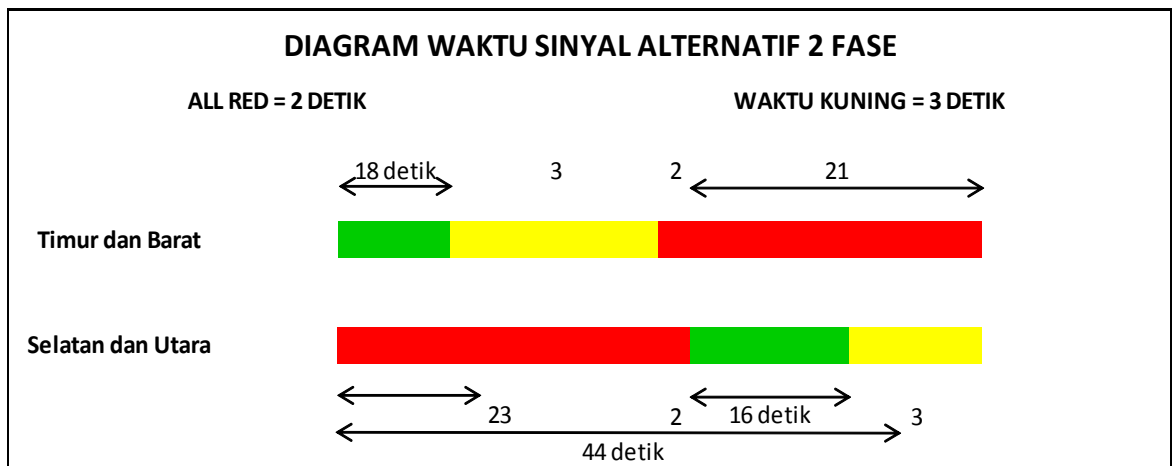 DIAGRAM WAKTU SINYAL ALTERNATIF 2 FASE
ALL RED = 2 DETIK WAKTU KUNING = 3 DETIK
18 detik 3 2 21
Timur dan Barat
Selatan dan Utara
23 2 16 detik 3
44 detik